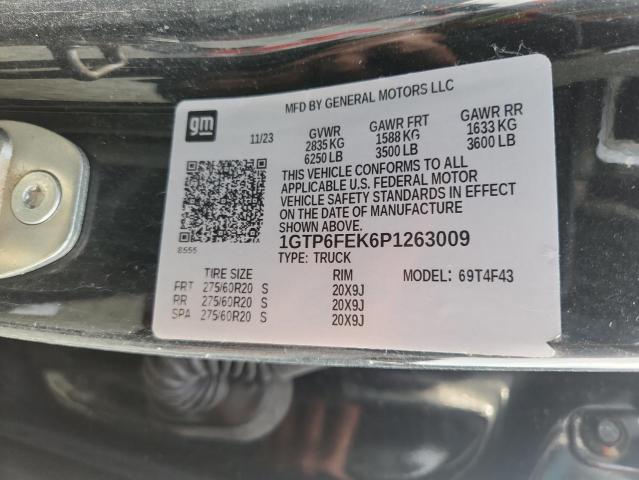 gm
MFD BY GENERAL MOTORS LLC
11/23 GVWR GAWR FRT GAWR RR
2835 KG 1588 KG 1633 KG
6250 LB 3500 LB 3600 LB
THIS VEHICLE CONFORMS TO ALL
APPLICABLE U.S. FEDERAL MOTOR
VEHICLE SAFETY STANDARDS IN EFFECT
ON THE DATE OF MANUFACTURE
SHOWN ABOVE.
1GTP6FEK6P1263009
8555 TYPE: TRUCK
TIRE SIZE RIM MODEL: 69T4F43
FRT 275/60R20 S 20X9J
RR 275/60R20 S 20X9J
SPA 275/60R20 S 20X9J